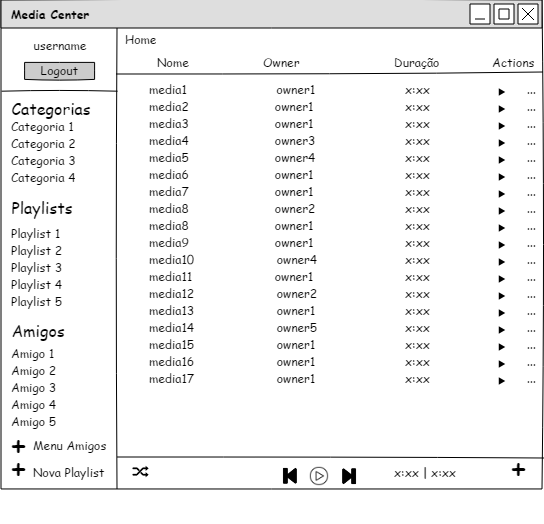 Media Center
username
Logout
Categorias
Categoria 1
Categoria 2
Categoria 3
Categoria 4
Playlists
Playlist 1
Playlist 2
Playlist 3
Playlist 4
Playlist 5
Amigos
Amigo 1
Amigo 2
Amigo 3
Amigo 4
Amigo 5
Menu Amigos
Nova Playlist
Home
Nome Owner Duração Actions
media1 owner1 x:xx ...
media2 owner1 x:xx ...
media3 owner1 x:xx ...
media4 owner3 x:xx ...
media5 owner4 x:xx ...
media6 owner1 x:xx ...
media7 owner1 x:xx ...
media8 owner2 x:xx ...
media8 owner1 x:xx ...
media9 owner1 x:xx ...
media10 owner4 x:xx ...
media11 owner1 x:xx ...
media12 owner2 x:xx ...
media13 owner1 x:xx ...
media14 owner5 x:xx ...
media15 owner1 x:xx ...
media16 owner1 x:xx ...
media17 owner1 x:xx ...
x:xx | x:xx